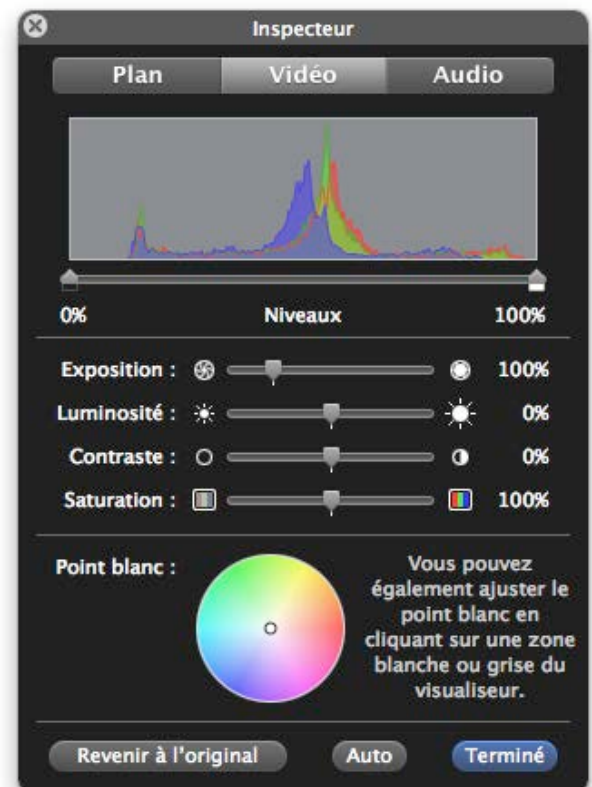 Inspecteur
Plan Vidéo Audio
0% Niveaux 100%
Exposition : 100%
Luminosité : 0%
Contraste : 0%
Saturation : 100%
Point blanc :
Vous pouvez
également ajuster le
point blanc en
cliquant sur une zone
blanche ou grise du
visualiseur.
Revenir à l'original Auto Terminé